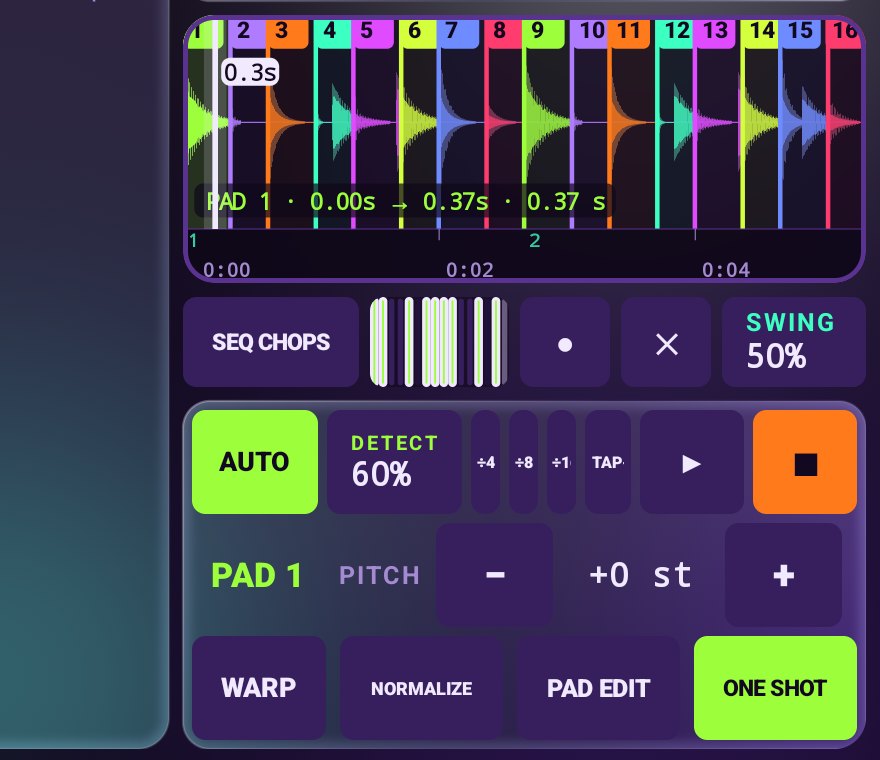 1 2 3 4 5 6 7 8 9 10 11 12 13 14 15 16
0.3s
PAD 1 · 0.00s → 0.37s · 0.37 s
1 2
0:00 0:02 0:04
SEQ CHOPS ● × SWING
50%
AUTO DETECT
60%
÷4 ÷8 ÷1 TAP ▶ ■
PAD 1 PITCH − +0 st +
WARP NORMALIZE PAD EDIT ONE SHOT